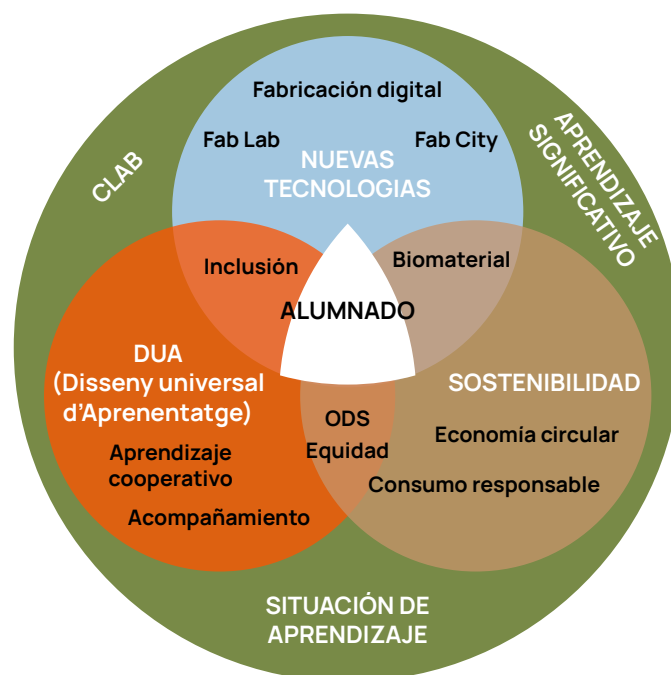 Fabricación digital
Fab Lab
Fab City
NUEVAS
TECNOLOGIAS
CLAB
APRENDIZAJE
SIGNIFICATIVO
Inclusión
Biomaterial
ALUMNADO
DUA
(Disseny universal
d'Aprenentatge)
Aprendizaje
cooperativo
Acompañamiento
ODS
Equidad
SOSTENIBILIDAD
Economía circular
Consumo responsable
SITUACIÓN DE
APRENDIZAJE